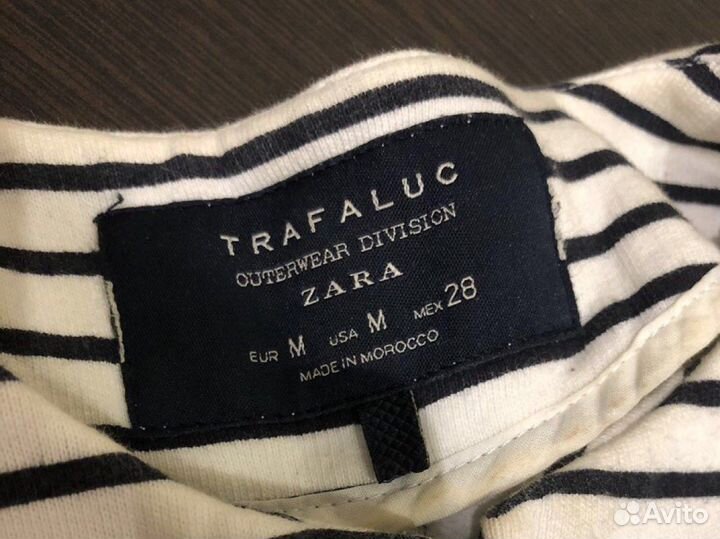 TRAFALUC
OUTERWEAR DIVISION
ZARA
EUR M USA M MEX 28
MADE IN MOROCCO
Avito